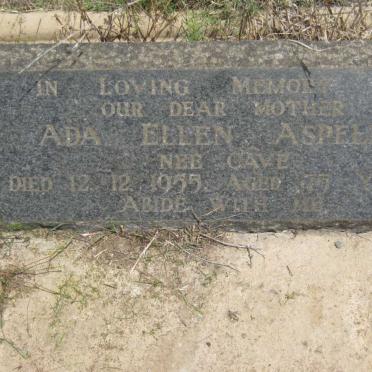 IN LOVING MEMORY
OUR DEAR MOTHER
ADA ELLEN ASPEL
NEE CAVE
DIED 12.12.1955. AGED 77 Y
ABIDE WITH ME